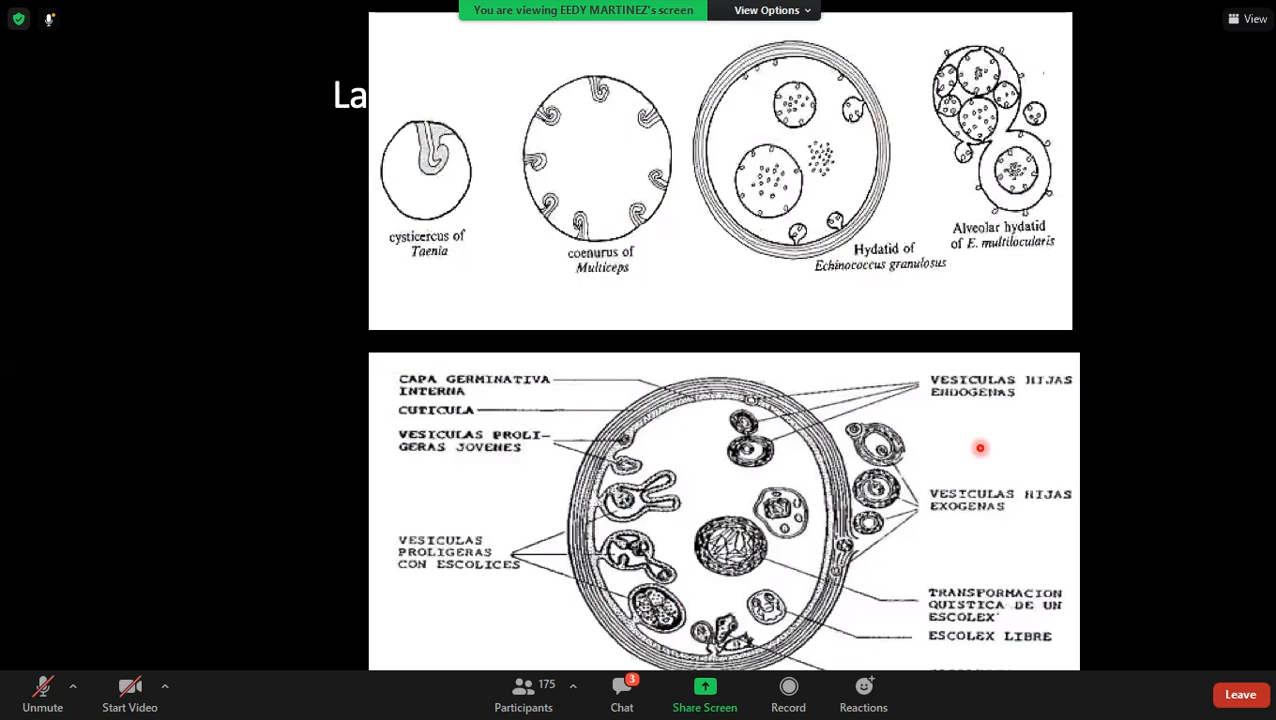 You are viewing EEDY MARTINEZ's screen
View Options
View
La
cysticercus of
Taenia
coenurus of
Multiceps
Hydatid of
Echinococcus granulosus
Alveolar hydatid
of E. multilocularis
CAPA GERMINATIVA
INTERNA
CUTICULA
VESICULAS PROLI-
GERAS JOVENES
VESICULAS
PROLIGERAS
CON ESCOLICES
VESICULAS HIJAS
ENDOGENAS
VESICULAS HIJAS
EXOGENAS
TRANSFORMACION
QUISTICA DE UN
ESCOLEX
ESCOLEX LIBRE
Unmute
Start Video
175
Participants
3
Chat
Share Screen
Record
Reactions
Leave